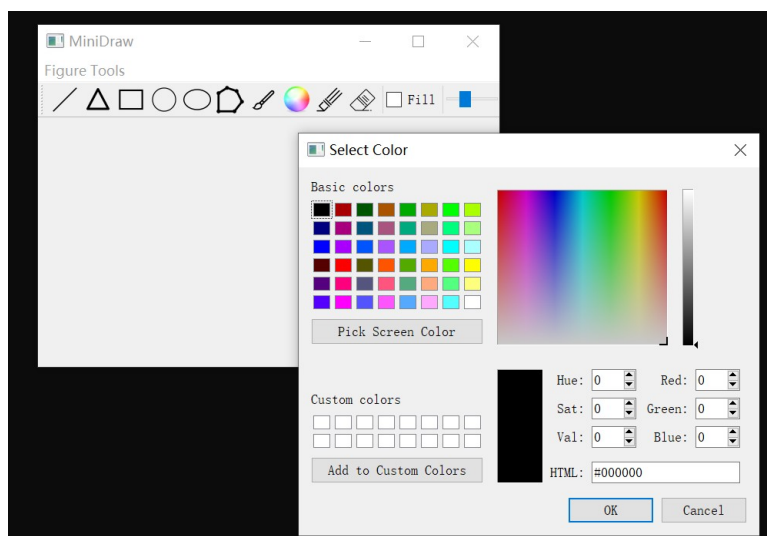 MiniDraw
Figure Tools
Fill
Select Color
Basic colors
Pick Screen Color
Custom colors
Add to Custom Colors
Hue: 0 Red: 0
Sat: 0 Green: 0
Val: 0 Blue: 0
HTML: #000000
OK Cancel